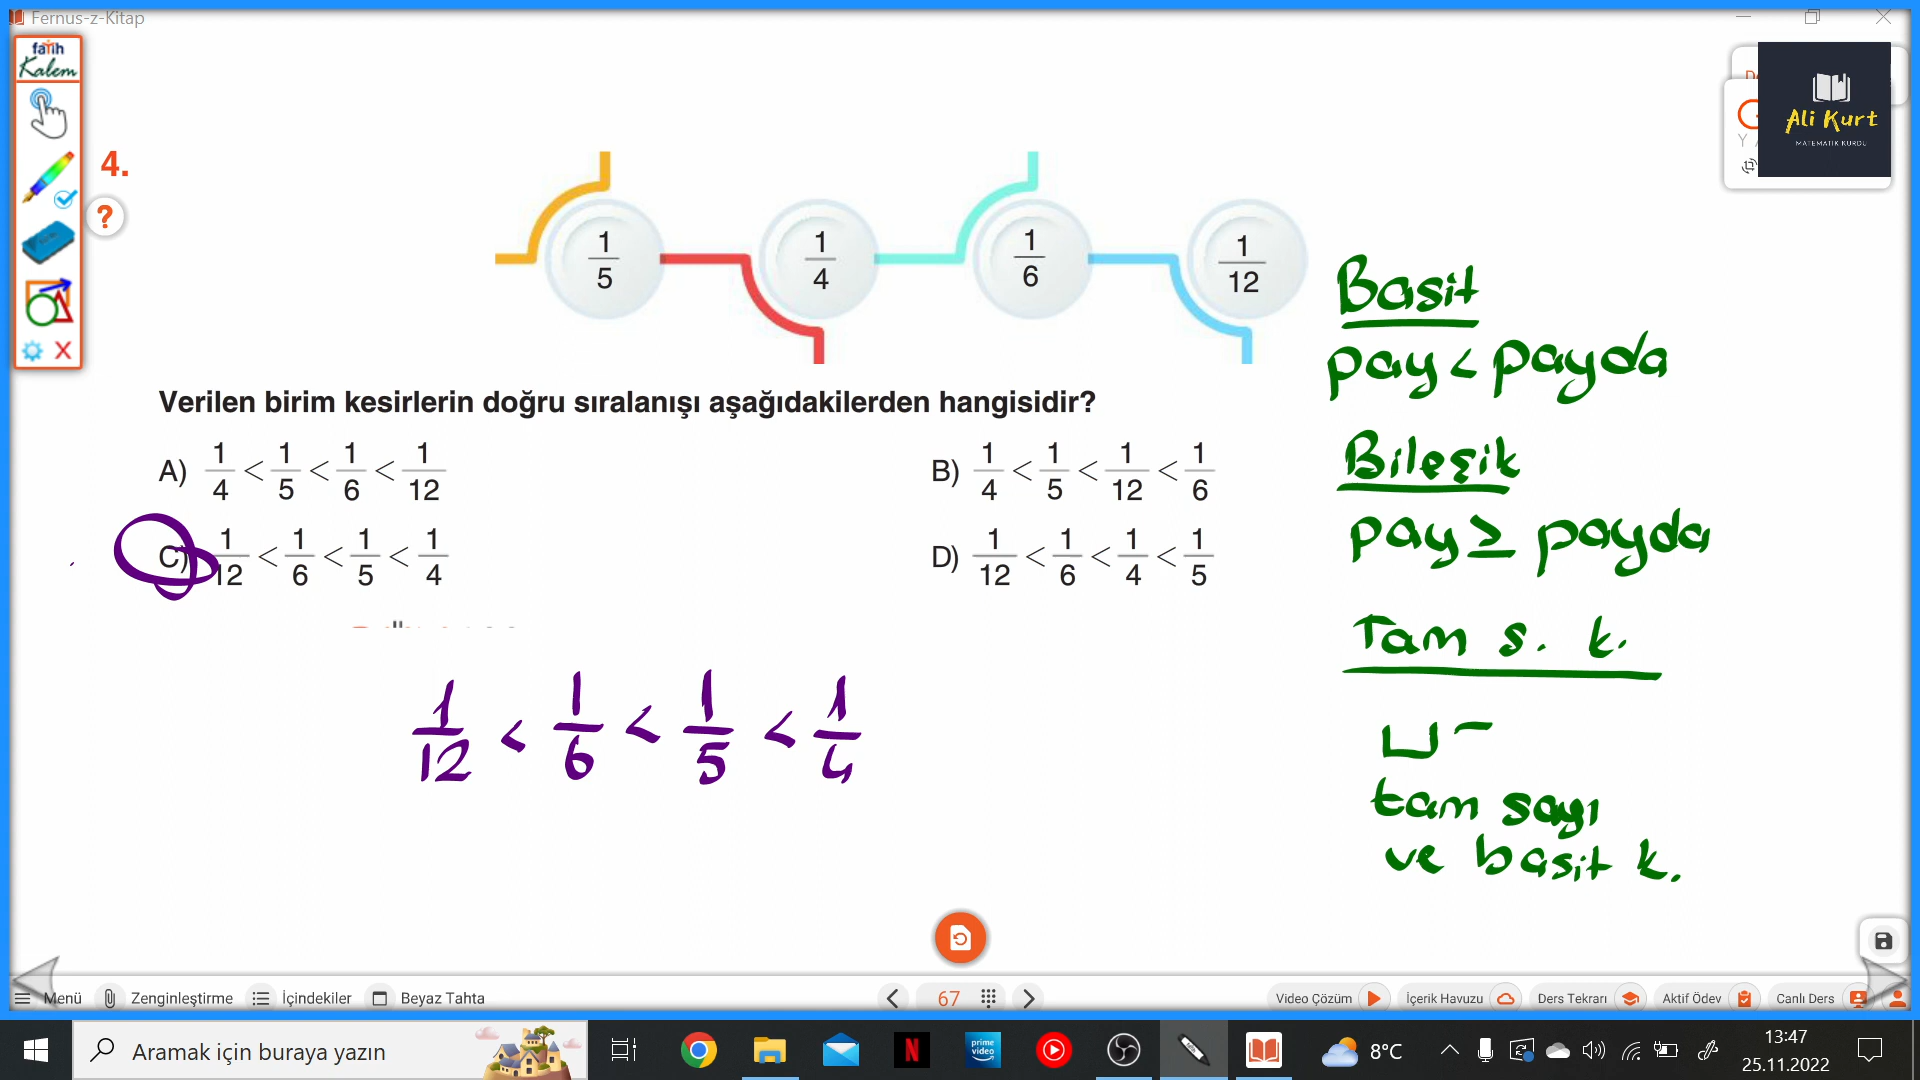 Fernus-z-Kitap
fatih
Kalem
Ali Kurt
MATEMATİK KURDU
4.
?
1/5 1/4 1/6 1/12
Verilen birim kesirlerin doğru sıralanışı aşağıdakilerden hangisidir?
A) 1/4 < 1/5 < 1/6 < 1/12
B) 1/4 < 1/5 < 1/12 < 1/6
C) 1/12 < 1/6 < 1/5 < 1/4
D) 1/12 < 1/6 < 1/4 < 1/5
1/12 < 1/6 < 1/5 < 1/4
Basit
pay < payda
Bileşik
pay ≥ payda
Tam s. k.
tam sayı
ve basit k.
Menü Zenginleştirme İçindekiler Beyaz Tahta
67
Video Çözüm İçerik Havuzu Ders Tekrarı Aktif Ödev Canlı Ders
Aramak için buraya yazın
N
prime
video
8°C
13:47
25.11.2022